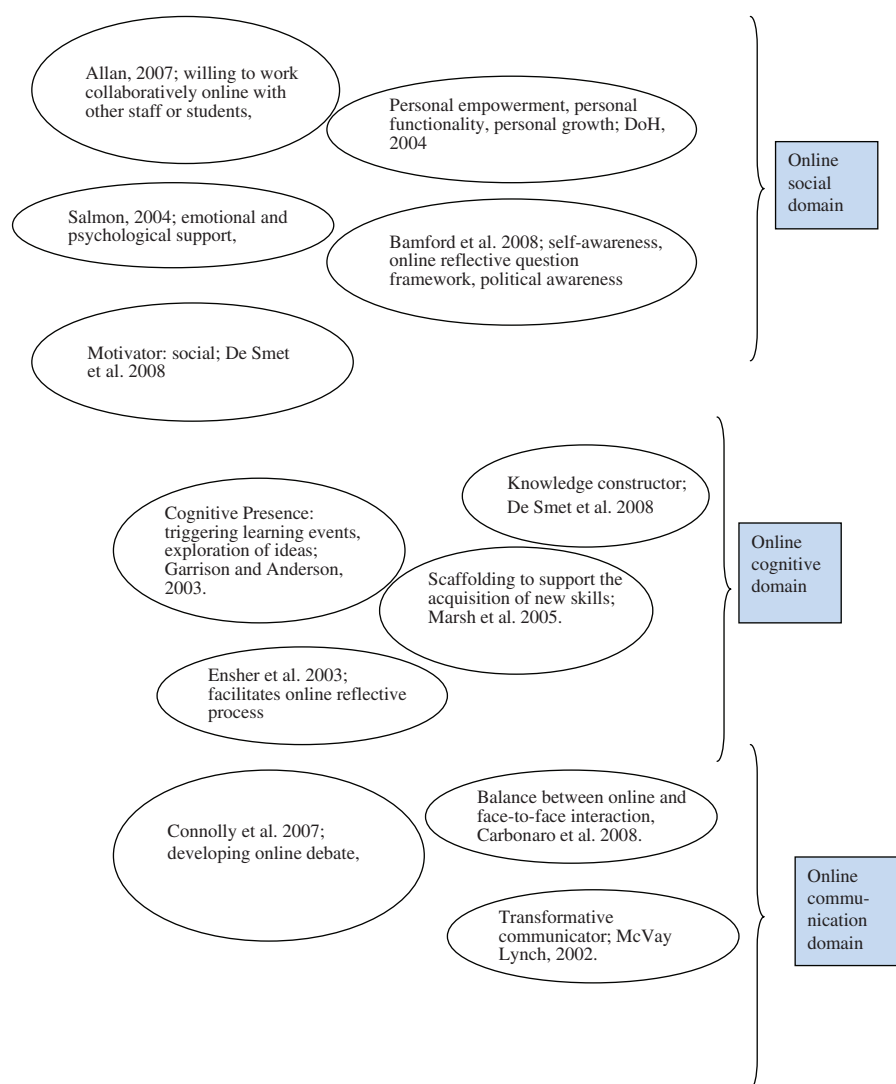 Allan, 2007; willing to work
collaboratively online with
other staff or students,
Personal empowerment, personal
functionality, personal growth; DoH,
2004
Online
social
domain
Salmon, 2004; emotional and
psychological support,
Bamford et al. 2008; self-awareness,
online reflective question
framework, political awareness
Motivator: social; De Smet
et al. 2008
Knowledge constructor;
De Smet et al. 2008
Cognitive Presence:
triggering learning events,
exploration of ideas;
Garrison and Anderson,
2003.
Online
cognitive
domain
Scaffolding to support the
acquisition of new skills;
Marsh et al. 2005.
Ensher et al. 2003;
facilitates online reflective
process
Balance between online and
face-to-face interaction,
Carbonaro et al. 2008.
Connolly et al. 2007;
developing online debate,
Online
commu-
nication
domain
Transformative
communicator; McVay
Lynch, 2002.